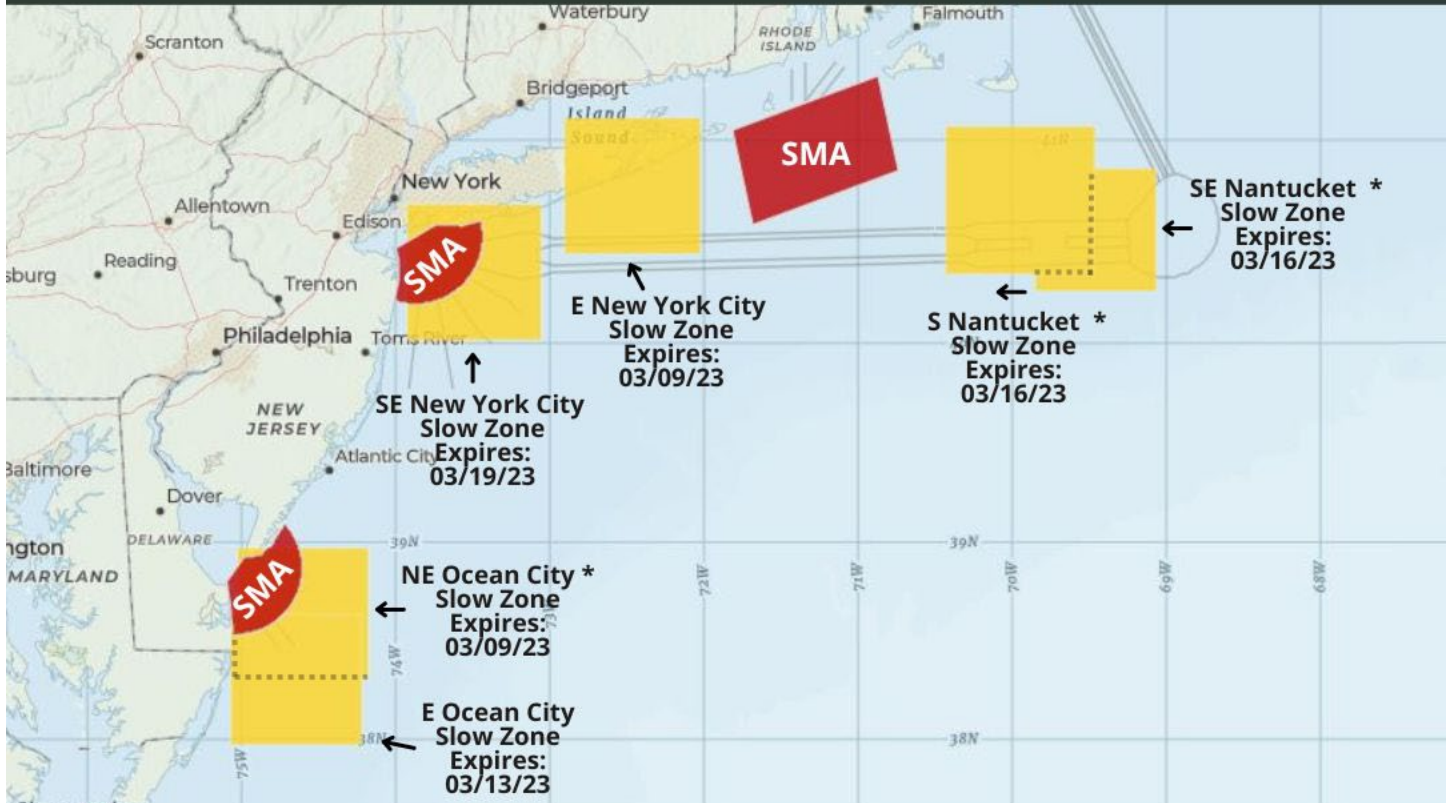 Waterbury
Falmouth
Scranton
RHODE
ISLAND
Bridgeport
Island
Sound
41N
SMA
New York
Allentown
Edison
SE Nantucket *
Slow Zone
Expires:
03/16/23
SMA
Reading
sburg
Trenton
E New York City
Slow Zone
Expires:
03/09/23
S Nantucket *
Slow Zone
Expires:
03/16/23
Philadelphia
Toms River
SE New York City
Slow Zone
Expires:
03/19/23
NEW
JERSEY
Atlantic City
Baltimore
Dover
DELAWARE
39N
39N
ngton
MARYLAND
SMA
NE Ocean City *
Slow Zone
Expires:
03/09/23
73W
72W
71W
70W
69W
68W
74W
E Ocean City
Slow Zone
Expires:
03/13/23
38N
38N
75W